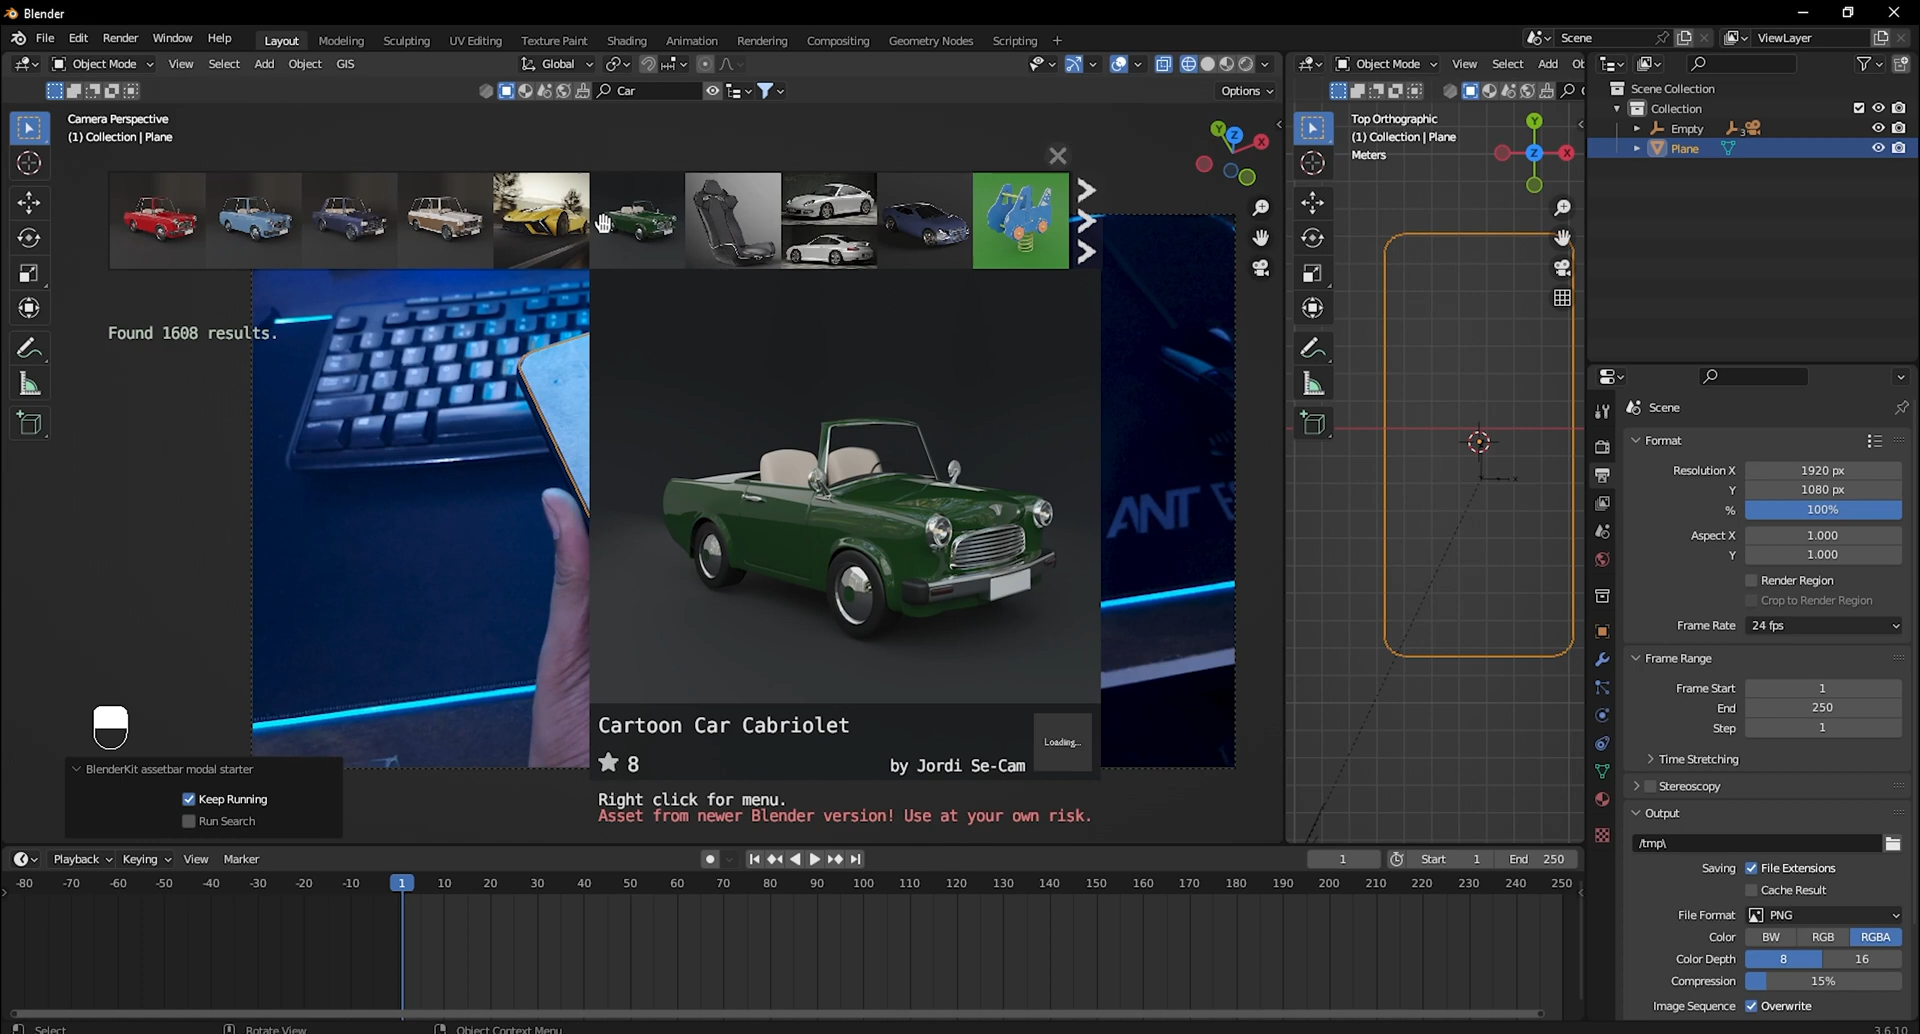 Blender
File Edit Render Window Help Layout Modeling Sculpting UV Editing Texture Paint Shading Animation Rendering Compositing Geometry Nodes Scripting + Scene ViewLayer
Object Mode View Select Add Object GIS Global Object Mode View Select Add Ob
Car Options
Camera Perspective
(1) Collection | Plane
Top Orthographic
(1) Collection | Plane
Meters
Y
Z
X
Y
X
Z
Scene Collection
Collection
Empty 3
Plane
Found 1608 results.
ANT
Cartoon Car Cabriolet
8
by Jordi Se-Cam
Loading...
Right click for menu.
Asset from newer Blender version! Use at your own risk.
BlenderKit assetbar modal starter
Keep Running
Run Search
x
Scene
Format
Resolution X 1920 px
Y 1080 px
% 100%
Aspect X 1.000
Y 1.000
Render Region
Crop to Render Region
Frame Rate 24 fps
Frame Range
Frame Start 1
End 250
Step 1
Time Stretching
Stereoscopy
Output
/tmp\
Saving File Extensions
Cache Result
File Format PNG
Color BW RGB RGBA
Color Depth 8 16
Compression 15%
Image Sequence Overwrite
Playback Keying View Marker 1 Start 1 End 250
-80 -70 -60 -50 -40 -30 -20 -10 1 10 20 30 40 50 60 70 80 90 100 110 120 130 140 150 160 170 180 190 200 210 220 230 240 250
Select Rotate View Object Context Menu 3.6.10